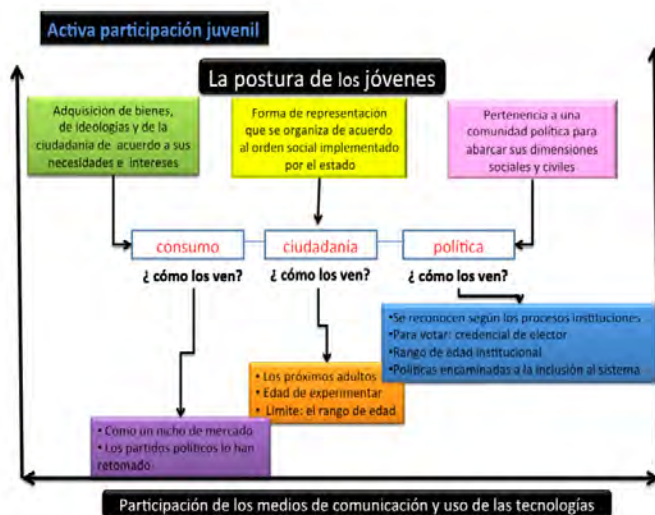 Activa participación juvenil
La postura de los jóvenes
Adquisición de bienes,
de ideologías y de la
ciudadanía de acuerdo a sus
necesidades e intereses
Forma de representación
que se organiza de acuerdo
al orden social implementado
por el estado
Pertenencia a una
comunidad política para
abarcar sus dimensiones
sociales y civiles
consumo
ciudadanía
política
¿ cómo los ven?
¿ cómo los ven?
¿ cómo los ven?
•Se reconocen según los procesos instituciones
•Para votar: credencial de elector
•Rango de edad institucional
•Políticas encaminadas a la inclusión al sistema
• Los próximos adultos
• Edad de experimentar
• Limite: el rango de edad
• Como un nicho de mercado
• Los partidos políticos lo han
retomado
Participación de los medios de comunicación y uso de las tecnologías